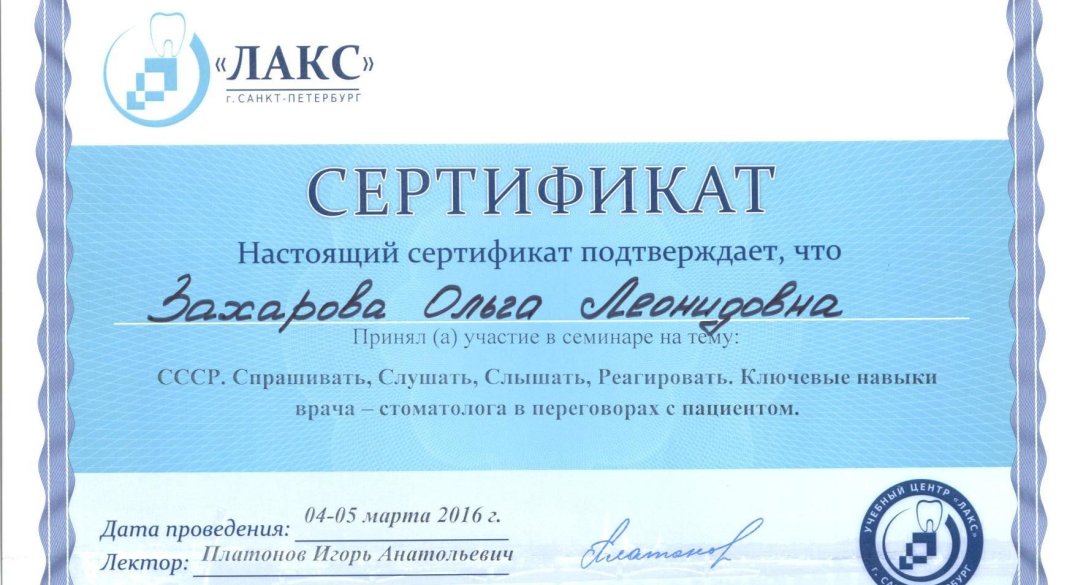 «ЛАКС»
г. САНКТ-ПЕТЕРБУРГ
СЕРТИФИКАТ
Настоящий сертификат подтверждает, что
Захарова Ольга Леонидовна
Принял (а) участие в семинаре на тему:
СССР. Спрашивать, Слушать, Слышать, Реагировать. Ключевые навыки
врача – стоматолога в переговорах с пациентом.
Дата проведения: 04-05 марта 2016 г.
Лектор: Платонов Игорь Анатольевич
Платонов
УЧЕБНЫЙ ЦЕНТР «ЛАКС»